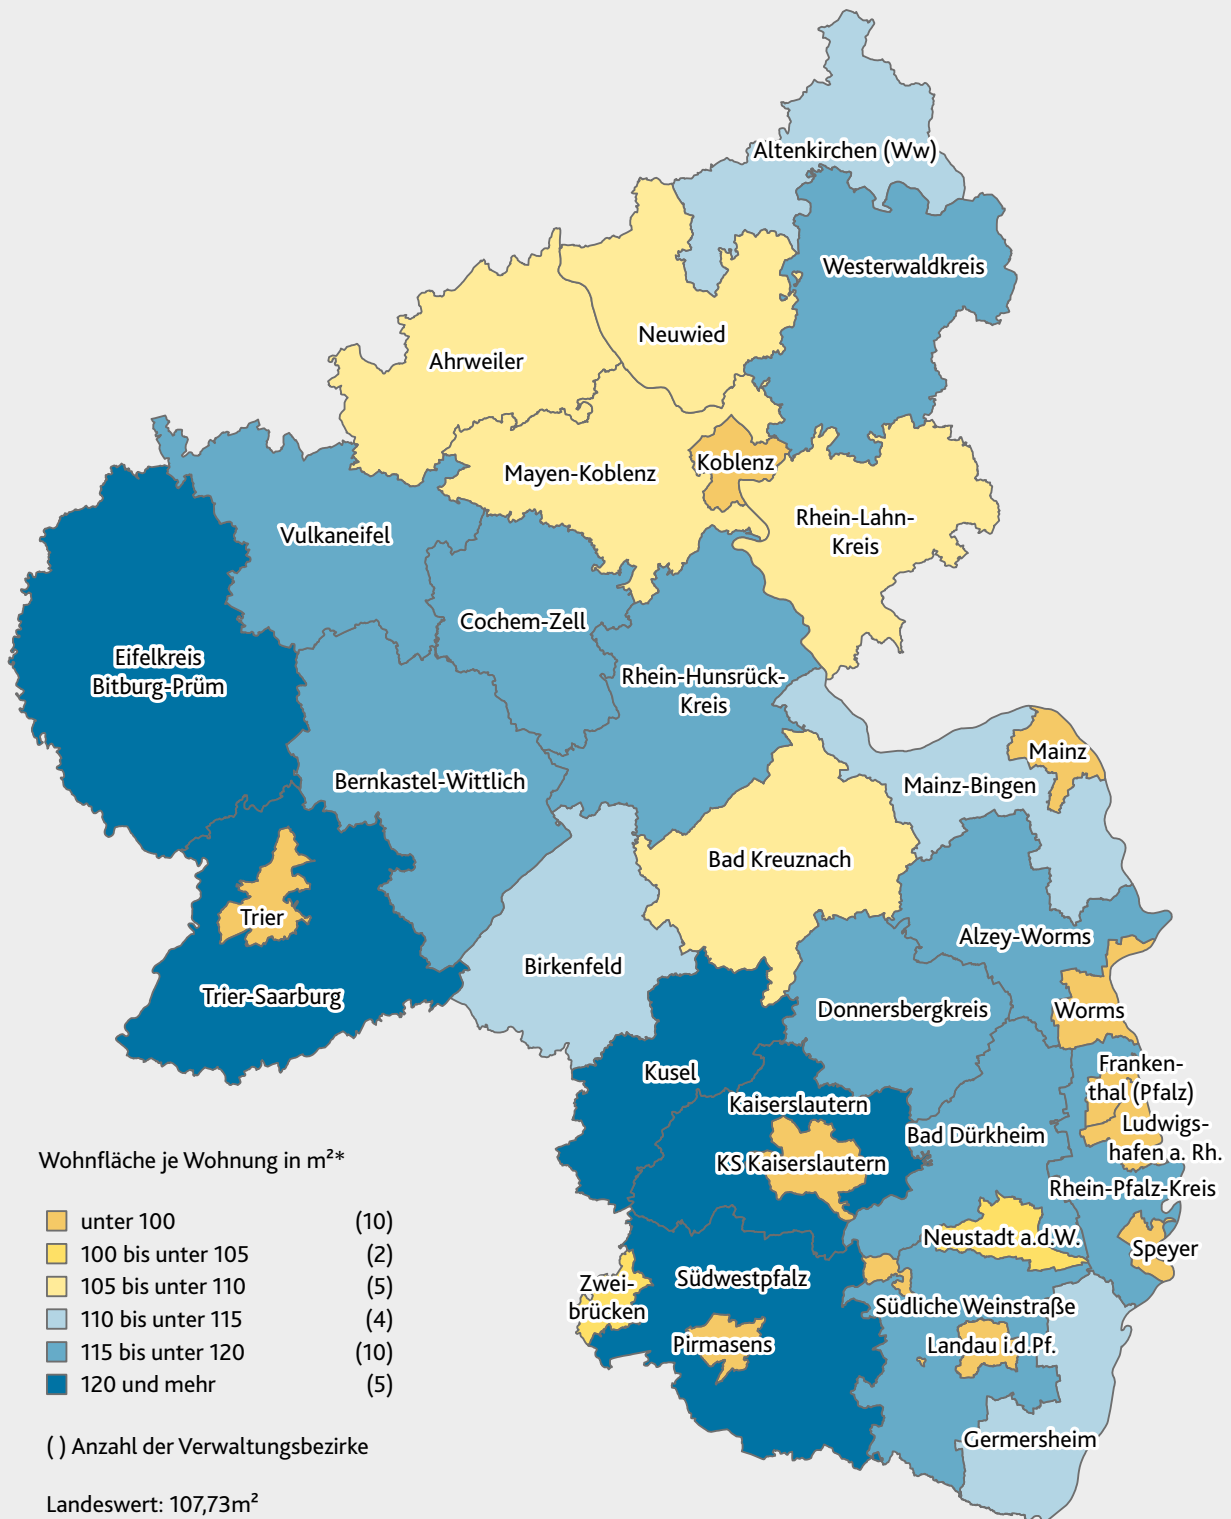 Altenkirchen (Ww)
Westerwaldkreis
Neuwied
Ahrweiler
Koblenz
Mayen-Koblenz
Rhein-Lahn-
Kreis
Vulkaneifel
Cochem-Zell
Eifelkreis
Bitburg-Prüm
Rhein-Hunsrück-
Kreis
Mainz
Bernkastel-Wittlich
Mainz-Bingen
Bad Kreuznach
Trier
Alzey-Worms
Birkenfeld
Trier-Saarburg
Donnersbergkreis
Worms
Kusel
Franken-
thal (Pfalz)
Kaiserslautern
Ludwigs-
hafen a. Rh.
Bad Dürkheim
KS Kaiserslautern
Rhein-Pfalz-Kreis
Neustadt a.d.W.
Speyer
Zwei-
brücken
Südwestpfalz
Südliche Weinstraße
Pirmasens
Landau i.d.Pf.
Germersheim
Wohnfläche je Wohnung in m²*
unter 100 (10)
100 bis unter 105 (2)
105 bis unter 110 (5)
110 bis unter 115 (4)
115 bis unter 120 (10)
120 und mehr (5)
( ) Anzahl der Verwaltungsbezirke
Landeswert: 107,73m²